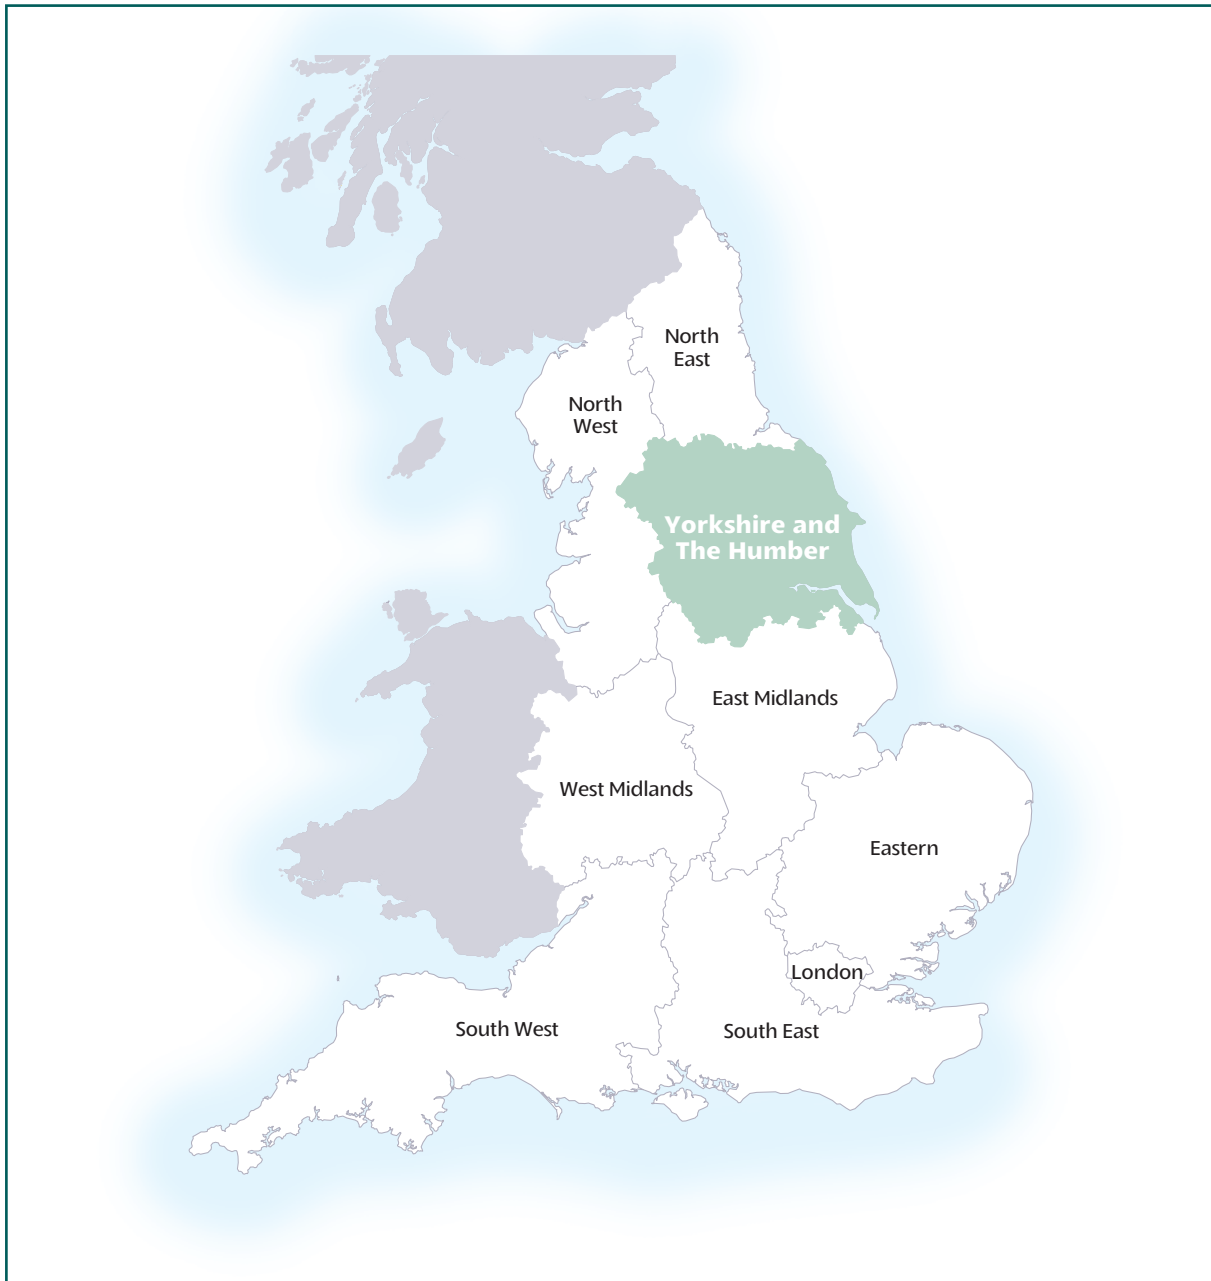 North
East
North
West
Yorkshire and
The Humber
East Midlands
West Midlands
Eastern
London
South West
South East